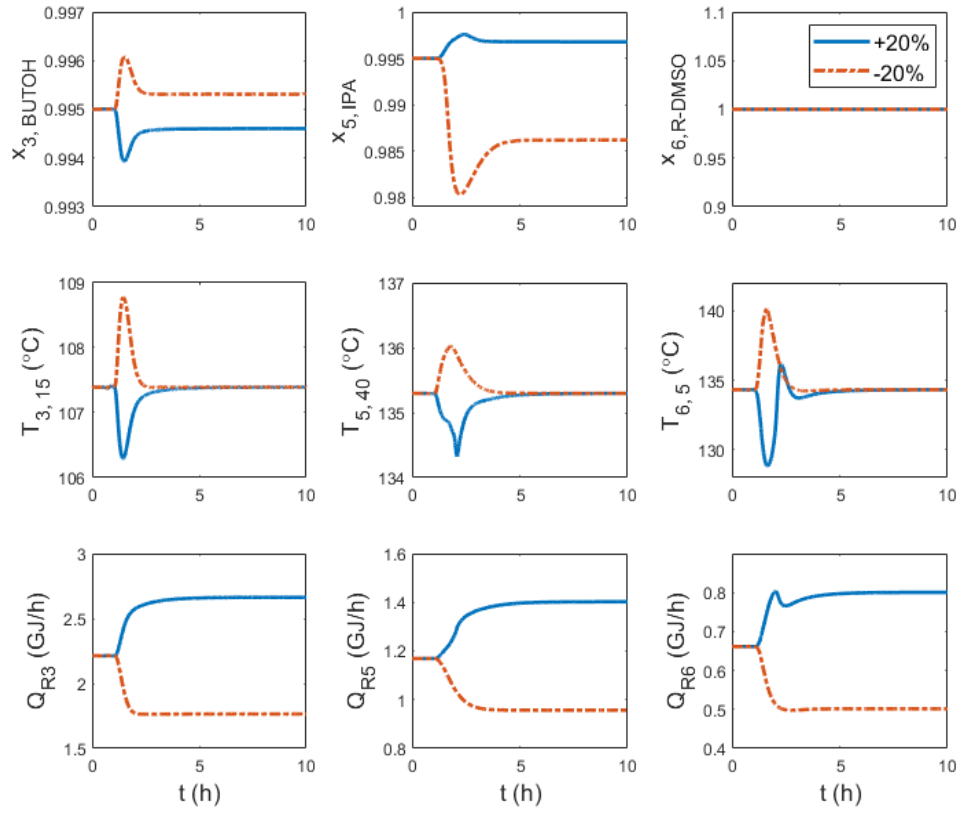 x3, BUTOH
0.997
0.996
0.995
0.994
0.993
0 5 10
x5, IPA
1
0.995
0.99
0.985
0.98
0 5 10
x6, R-DMSO
1.1
1.05
1
0.95
0.9
0 5 10
+20%
-20%
T3, 15 (°C)
109
108
107
106
0 5 10
T5, 40 (°C)
137
136
135
134
0 5 10
T6, 5 (°C)
140
135
130
0 5 10
QR3 (GJ/h)
3
2.5
2
1.5
0 5 10
t (h)
QR5 (GJ/h)
1.6
1.4
1.2
1
0.8
0 5 10
t (h)
QR6 (GJ/h)
0.8
0.7
0.6
0.5
0.4
0 5 10
t (h)